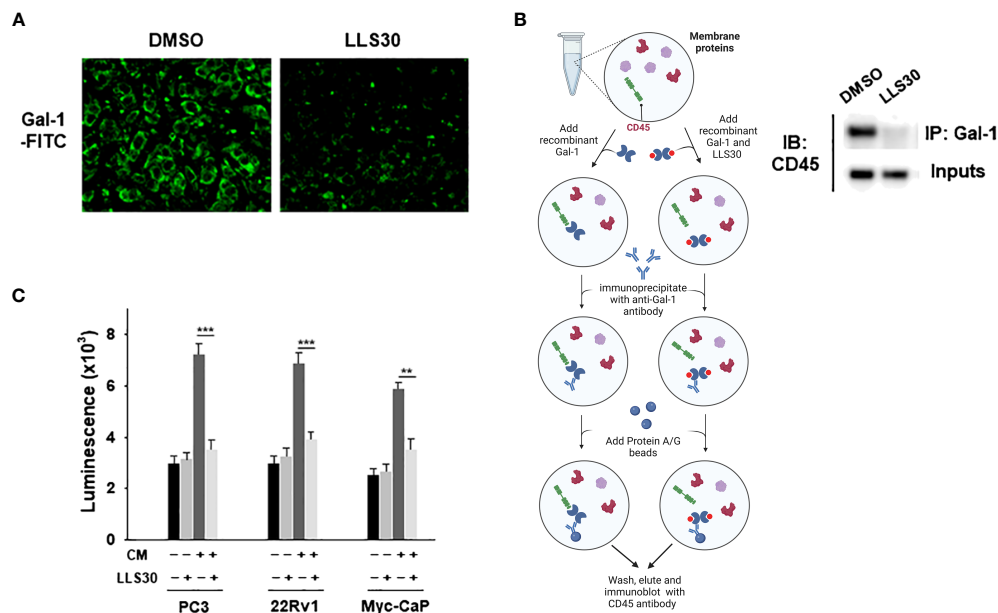 A
DMSO
LLS30
Gal-1
-FITC
B
Membrane
proteins
CD45
Add
recombinant
Gal-1
Add
recombinant
Gal-1 and
LLS30
immunoprecipitate
with anti-Gal-1
antibody
Add Protein A/G
beads
Wash, elute and
immunoblot with
CD45 antibody
DMSO
LLS30
IB:
CD45
IP: Gal-1
Inputs
C
Luminescence (x10³)
8
6
4
2
0
***
***
**
CM − − + + − − + + − − + +
LLS30 − + − + − + − + − + − +
PC3
22Rv1
Myc-CaP